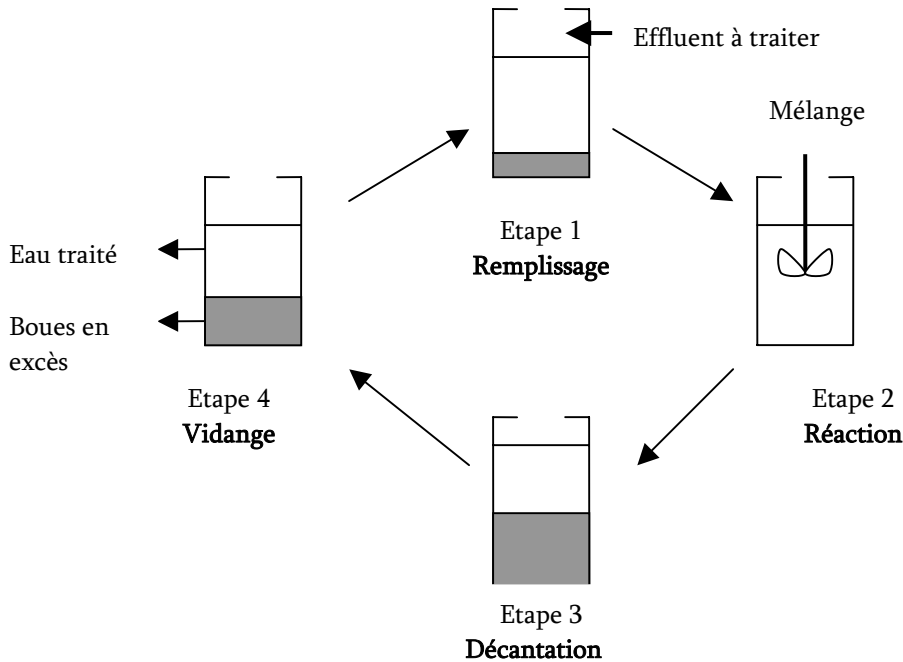 Effluent à traiter
Mélange
Etape 1
Remplissage
Eau traité
Boues en
excès
Etape 4
Vidange
Etape 2
Réaction
Etape 3
Décantation